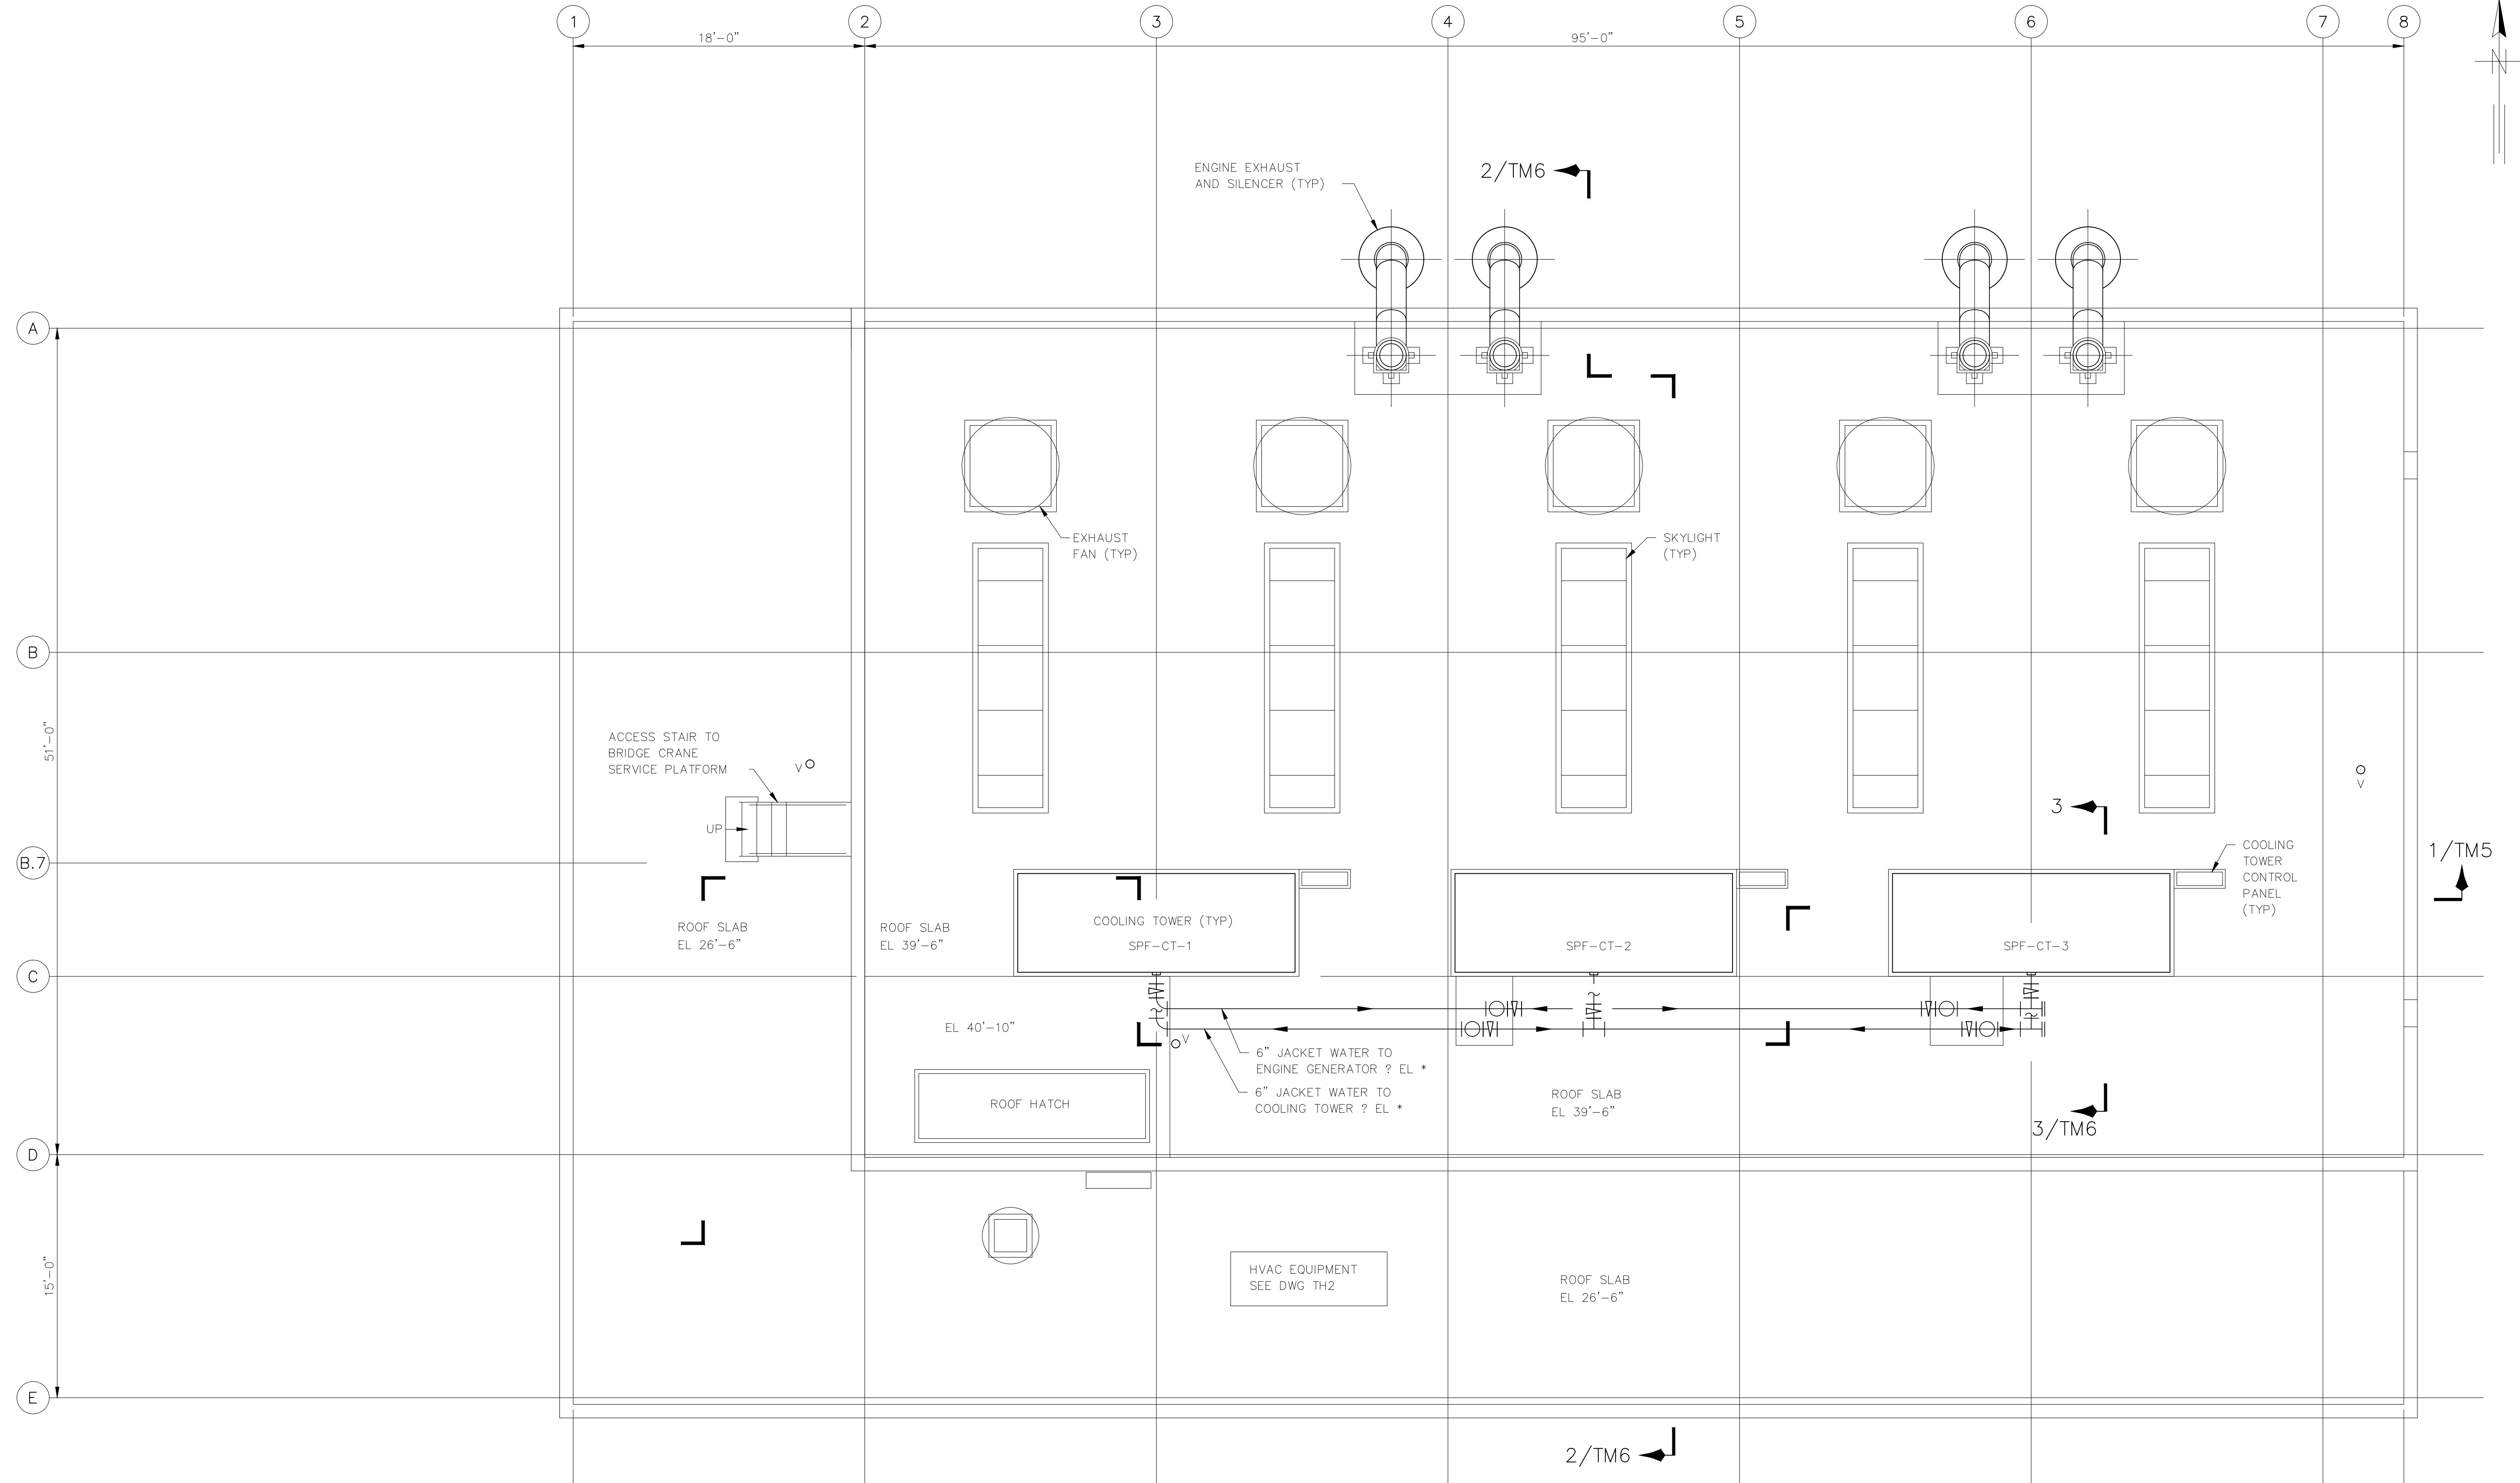 1
2
3
4
5
6
7
8
18'-0"
95'-0"
N
ENGINE EXHAUST
AND SILENCER (TYP)
2/TM6
A
EXHAUST
FAN (TYP)
SKYLIGHT
(TYP)
B
51'-0"
ACCESS STAIR TO
BRIDGE CRANE
SERVICE PLATFORM
V
V
UP
3
B.7
COOLING
TOWER
CONTROL
PANEL
(TYP)
1/TM5
ROOF SLAB
EL 26'-6"
ROOF SLAB
EL 39'-6"
COOLING TOWER (TYP)
SPF-CT-1
SPF-CT-2
SPF-CT-3
C
EL 40'-10"
V
6" JACKET WATER TO
ENGINE GENERATOR ? EL *
6" JACKET WATER TO
COOLING TOWER ? EL *
ROOF HATCH
ROOF SLAB
EL 39'-6"
3/TM6
D
15'-0"
HVAC EQUIPMENT
SEE DWG TH2
ROOF SLAB
EL 26'-6"
E
2/TM6